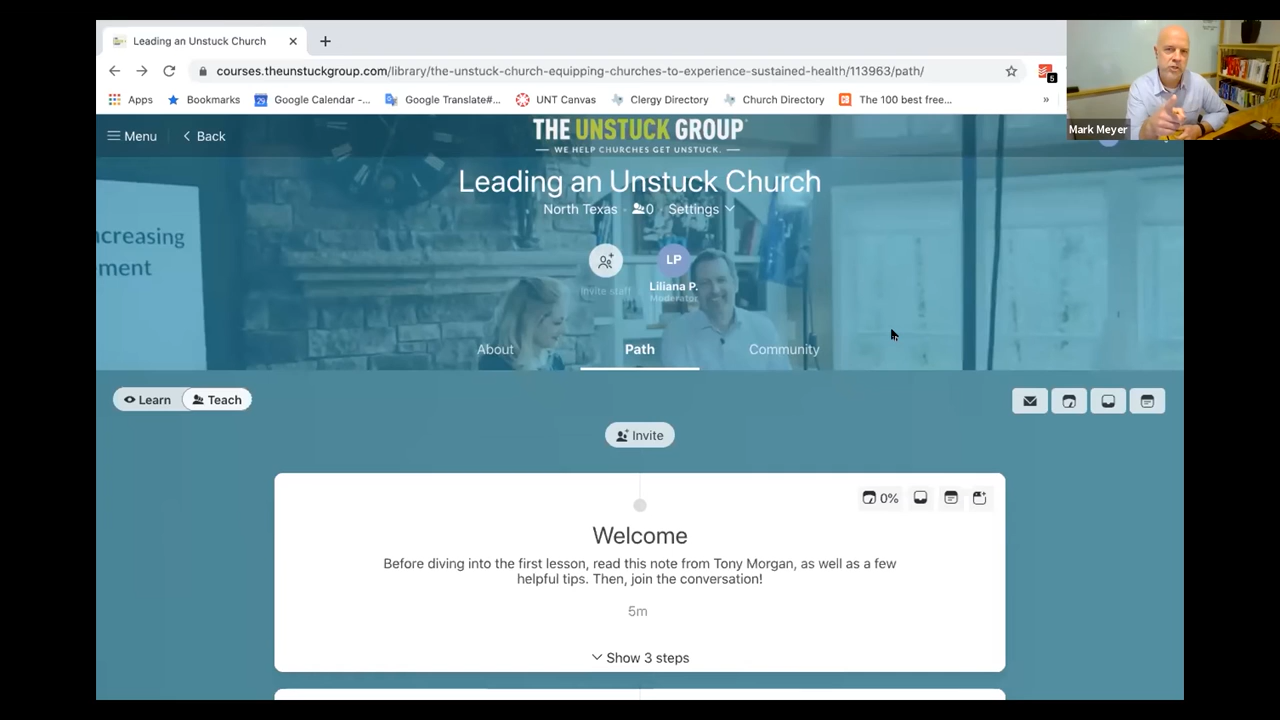 Leading an Unstuck Church
courses.theunstuckgroup.com/library/the-unstuck-church-equipping-churches-to-experience-sustained-health/113963/path/
5
Apps
Bookmarks
Google Calendar -...
Google Translate#...
UNT Canvas
Clergy Directory
Church Directory
The 100 best free...
»
Mark Meyer
Menu
Back
THE UNSTUCK GROUP
WE HELP CHURCHES GET UNSTUCK.
Leading an Unstuck Church
North Texas · 0 · Settings
ncreasing
ment
LP
Invite staff
Liliana P.
Moderator
About
Path
Community
Learn
Teach
Invite
0%
Welcome
Before diving into the first lesson, read this note from Tony Morgan, as well as a few
helpful tips. Then, join the conversation!
5m
Show 3 steps